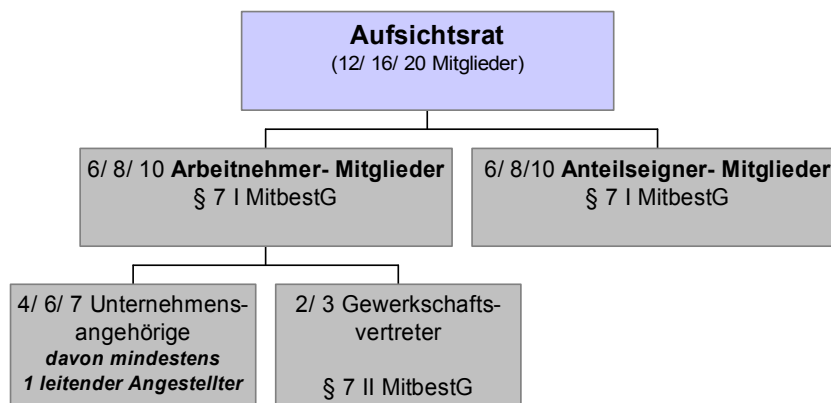 Aufsichtsrat
(12/ 16/ 20 Mitglieder)
6/ 8/ 10 Arbeitnehmer- Mitglieder
§ 7 I MitbestG
6/ 8/10 Anteilseigner- Mitglieder
§ 7 I MitbestG
4/ 6/ 7 Unternehmens-
angehörige
davon mindestens
1 leitender Angestellter
2/ 3 Gewerkschafts-
vertreter
§ 7 II MitbestG